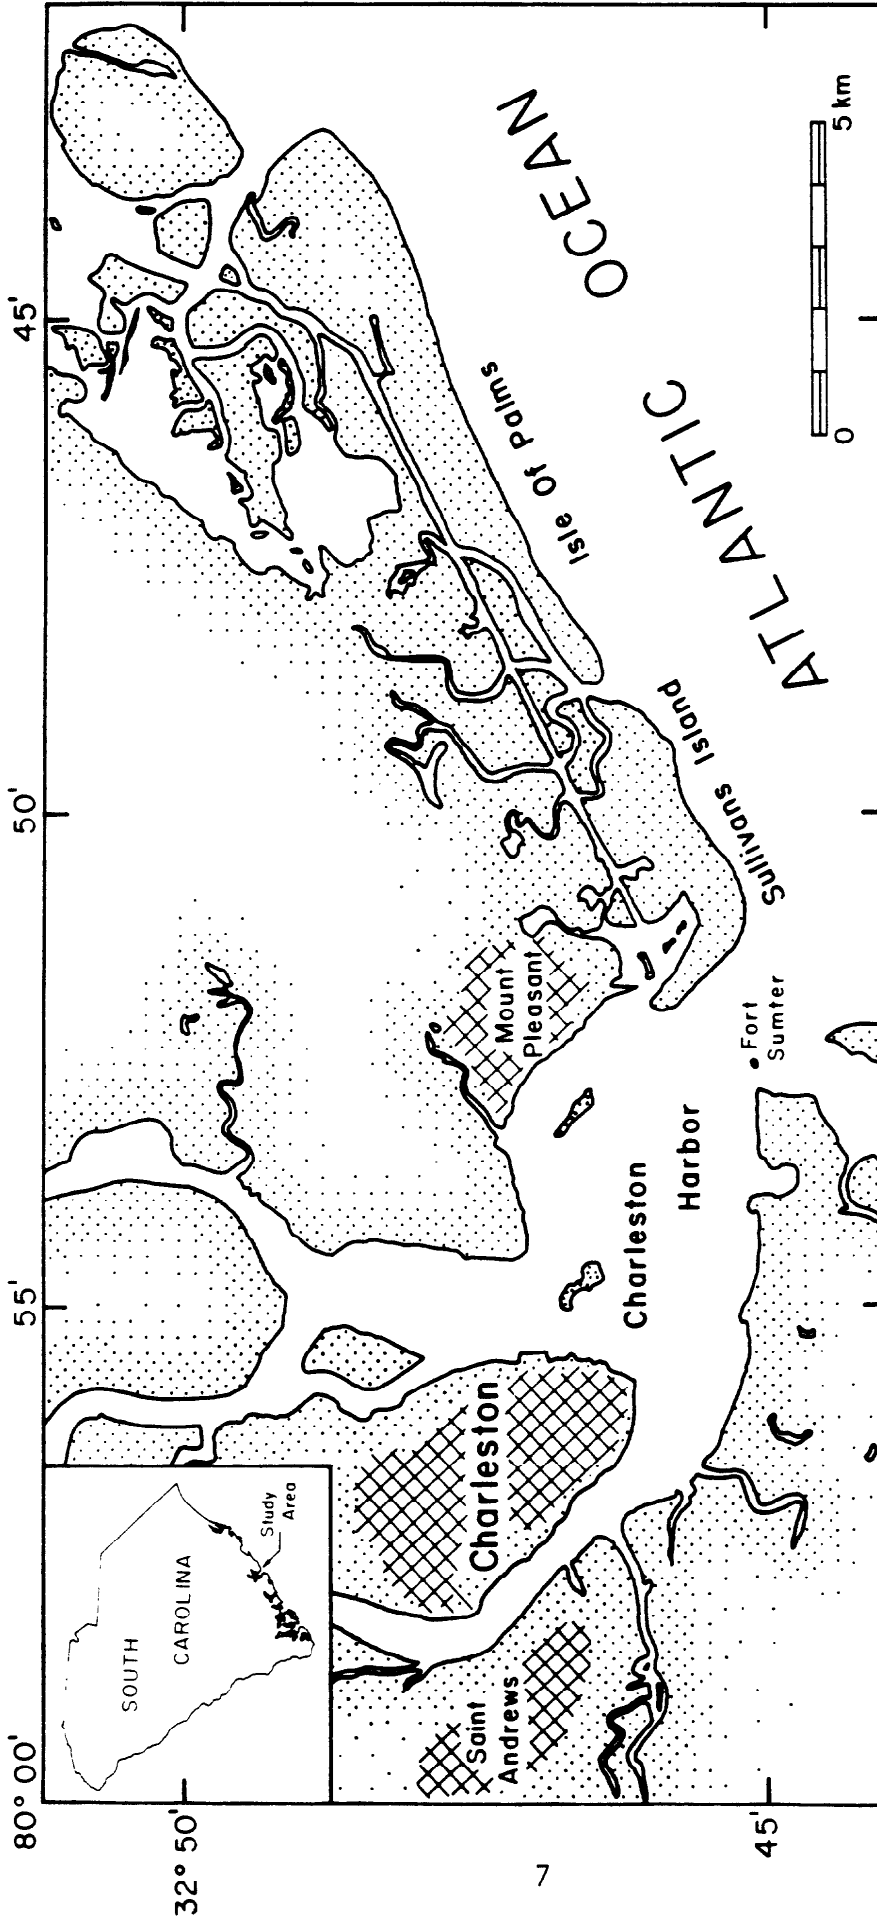 80° 00'
55'
50'
45'
32° 50'
45'
SOUTH
CAROLINA
Study
Area
Saint
Andrews
Charleston
Charleston
Harbor
Mount
Pleasant
Fort
Sumter
Sullivans Island
Isle Of Palms
ATLANTIC OCEAN
0
5 km
7